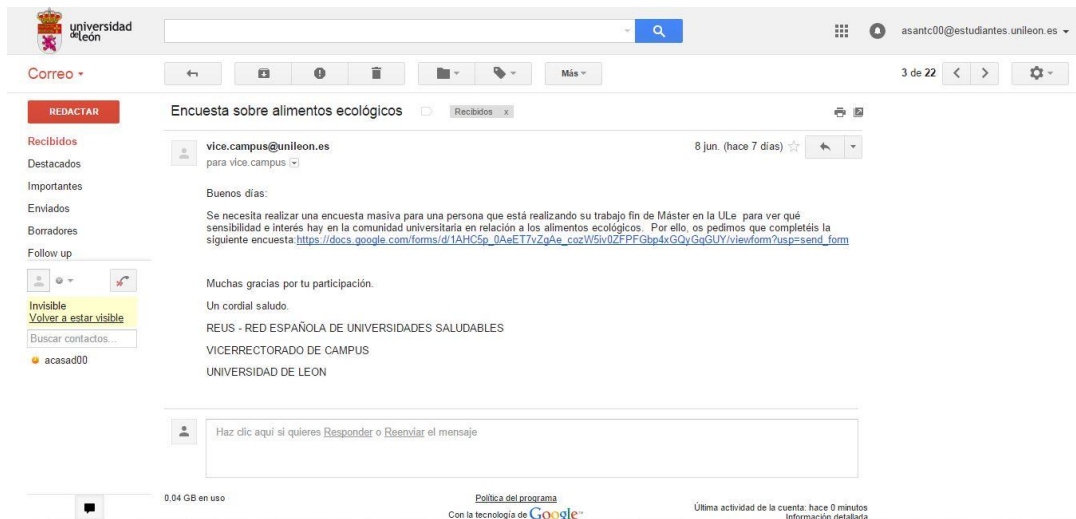 universidad
de león
asantc00@estudiantes.unileon.es
Correo
Más
3 de 22
REDACTAR
Encuesta sobre alimentos ecológicos
Recibidos x
Recibidos
Destacados
Importantes
Enviados
Borradores
Follow up
vice.campus@unileon.es
8 jun. (hace 7 días)
para vice.campus
Buenos días:
Se necesita realizar una encuesta masiva para una persona que está realizando su trabajo fin de Máster en la ULe para ver qué
sensibilidad e interés hay en la comunidad universitaria en relación a los alimentos ecológicos. Por ello, os pedimos que completéis la
siguiente encuesta:https://docs.google.com/forms/d/1AHC5p_0AeET7vZgAe_cozW5iv0ZFPFGbp4xGQyGqGUY/viewform?usp=send_form
Muchas gracias por tu participación.
Un cordial saludo.
REUS - RED ESPAÑOLA DE UNIVERSIDADES SALUDABLES
VICERRECTORADO DE CAMPUS
UNIVERSIDAD DE LEON
Invisible
Volver a estar visible
Buscar contactos...
acasad00
Haz clic aquí si quieres Responder o Reenviar el mensaje
0,04 GB en uso
Política del programa
Con la tecnología de Google
Última actividad de la cuenta: hace 0 minutos
Información detallada